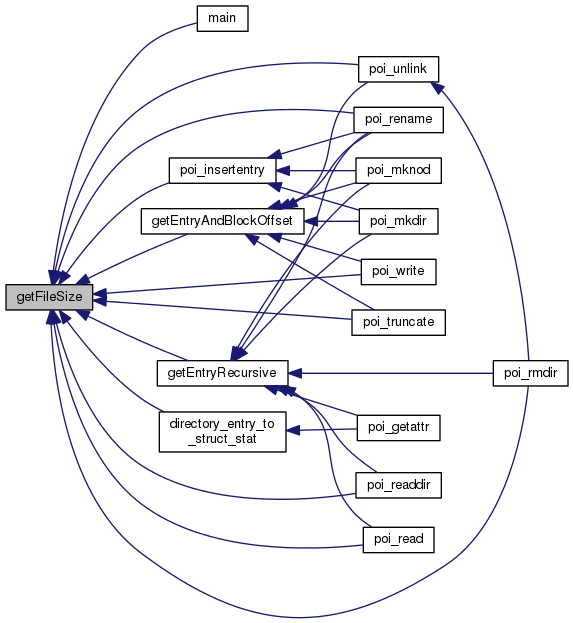 main
poi_unlink
poi_rename
poi_insertentry
poi_mknod
getEntryAndBlockOffset
poi_mkdir
poi_write
getFileSize
poi_truncate
getEntryRecursive
poi_rmdir
directory_entry_to
_struct_stat
poi_getattr
poi_readdir
poi_read